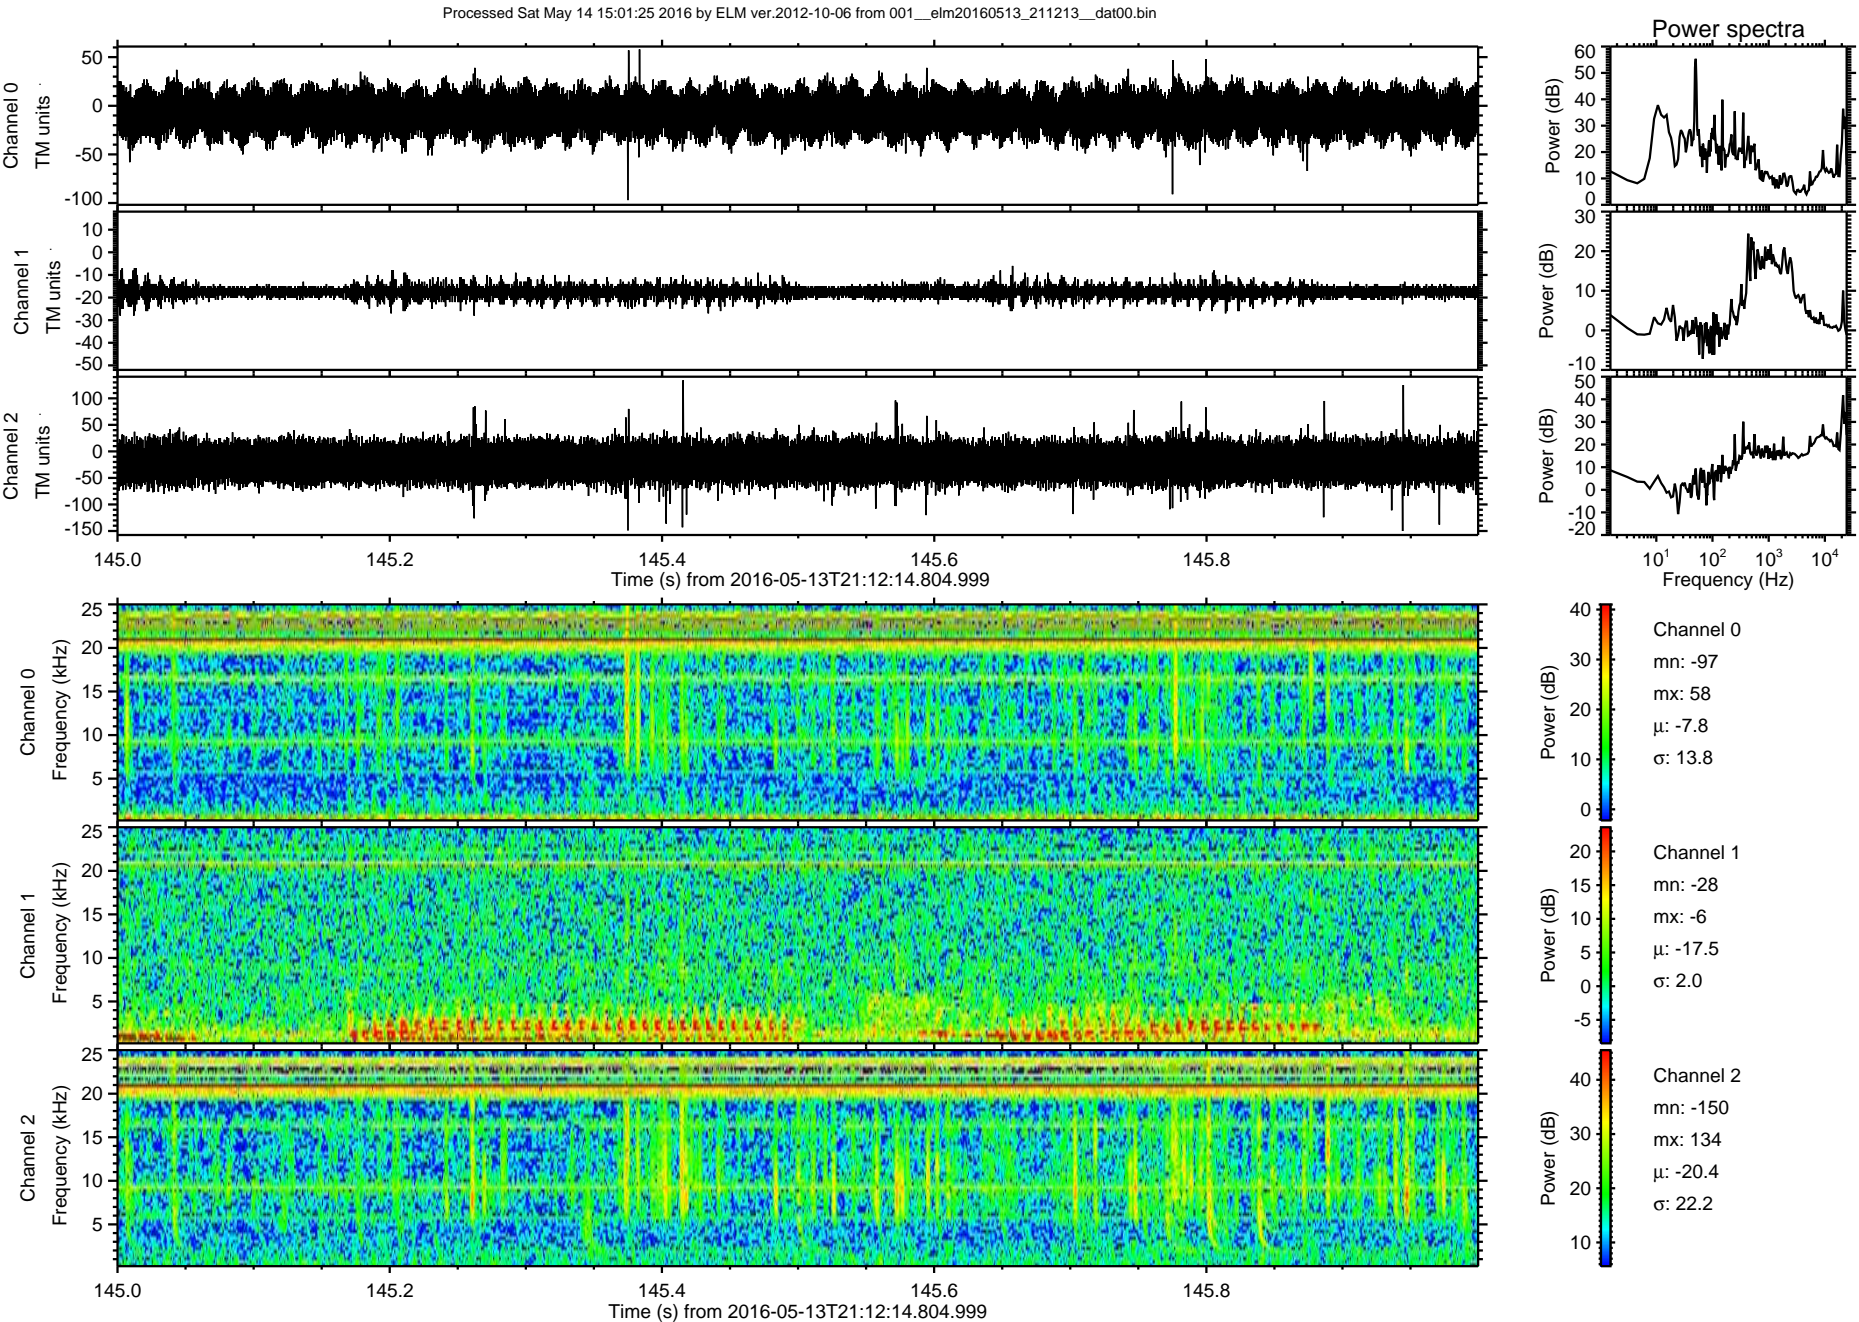 Processed Sat May 14 15:01:25 2016 by ELM ver.2012-10-06 from 001__elm20160513_211213__dat00.bin
Power spectra
Channel 0
TM units
50
0
-50
-100
Power (dB)
60
50
40
30
20
10
0
Channel 1
TM units
10
0
-10
-20
-30
-40
-50
Power (dB)
30
20
10
0
-10
Channel 2
TM units
100
50
0
-50
-100
-150
Power (dB)
50
40
30
20
10
0
-10
-20
145.0 145.2 145.4 145.6 145.8
Time (s) from 2016-05-13T21:12:14.804.999
10^1 10^2 10^3 10^4
Frequency (Hz)
Channel 0
Frequency (kHz)
25
20
15
10
5
Power (dB)
40
30
20
10
0
Channel 0
mn: -97
mx: 58
μ: -7.8
σ: 13.8
Channel 1
Frequency (kHz)
25
20
15
10
5
Power (dB)
20
15
10
5
0
-5
Channel 1
mn: -28
mx: -6
μ: -17.5
σ: 2.0
Channel 2
Frequency (kHz)
25
20
15
10
5
Power (dB)
40
30
20
10
Channel 2
mn: -150
mx: 134
μ: -20.4
σ: 22.2
145.0 145.2 145.4 145.6 145.8
Time (s) from 2016-05-13T21:12:14.804.999